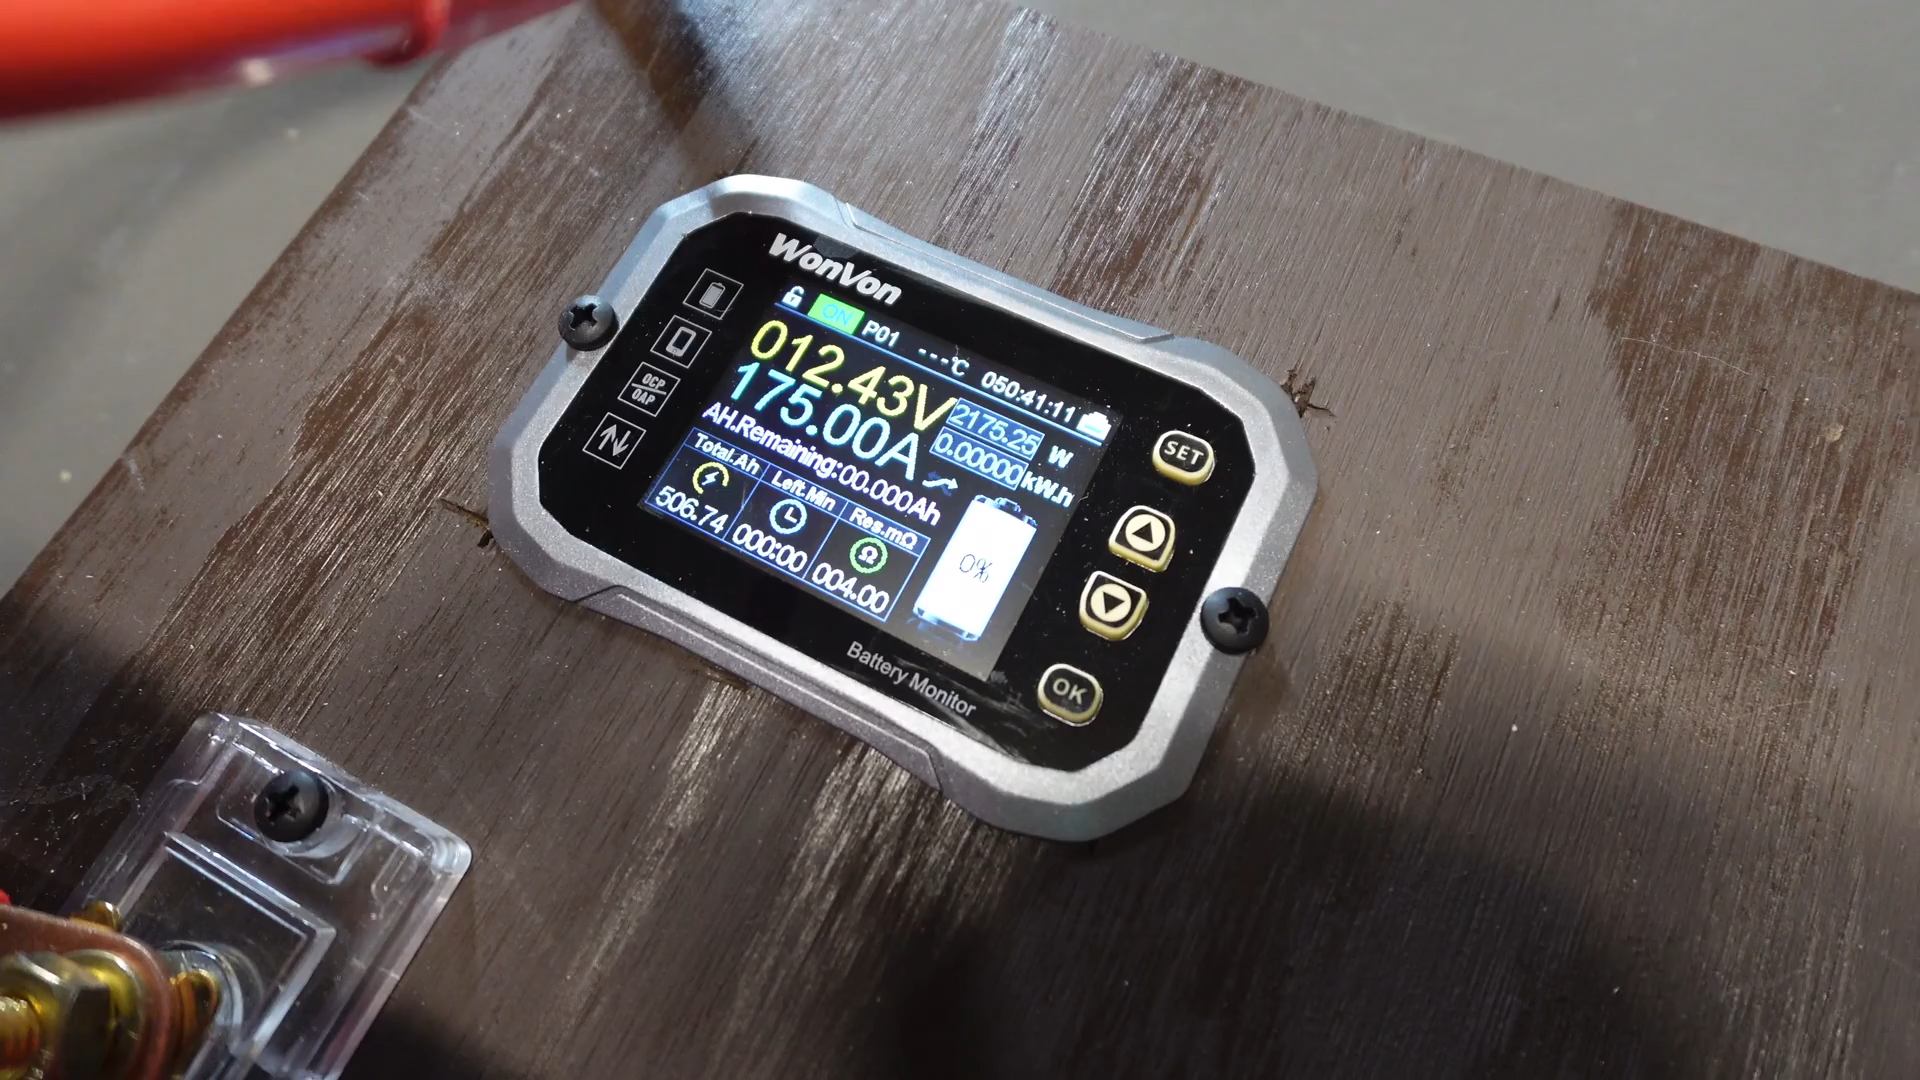 WonVon
ON P01 ---℃ 050:41:11
012.43V 2175.25 W
175.00A 0.00000 kW.h
AH.Remaining:00.000Ah
Total.Ah Left.Min Res.mΩ
Ω
506.74 000:00 004.00
0%
OCP
OAP
SET
OK
Battery Monitor